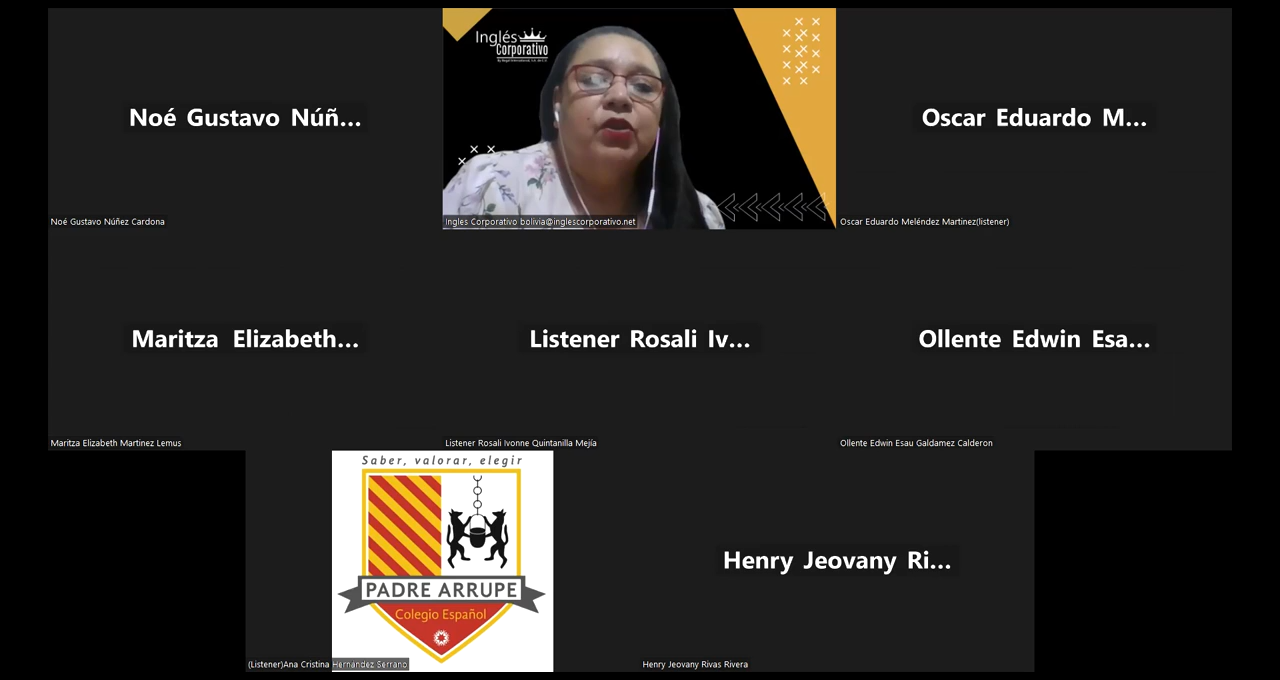 Noé Gustavo Núñ...
Noé Gustavo Núñez Cardona
Inglés
Corporativo
Ingles Corporativo bolivia@inglescorporativo.net
Oscar Eduardo M...
Oscar Eduardo Meléndez Martinez(listener)
Maritza Elizabeth...
Maritza Elizabeth Martinez Lemus
Listener Rosali Iv...
Listener Rosali Ivonne Quintanilla Mejía
Ollente Edwin Esa...
Ollente Edwin Esau Galdamez Calderon
Saber, valorar, elegir
PADRE ARRUPE
Colegio Español
(Listener)Ana Cristina Hernandez Serrano
Henry Jeovany Ri...
Henry Jeovany Rivas Rivera